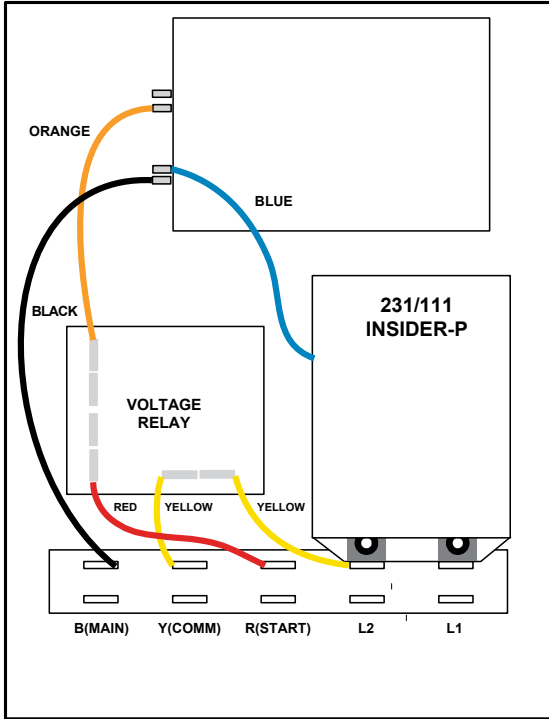 ORANGE
BLUE
BLACK
231/111
INSIDER-P
VOLTAGE
RELAY
RED YELLOW YELLOW
B(MAIN) Y(COMM) R(START) L2 L1